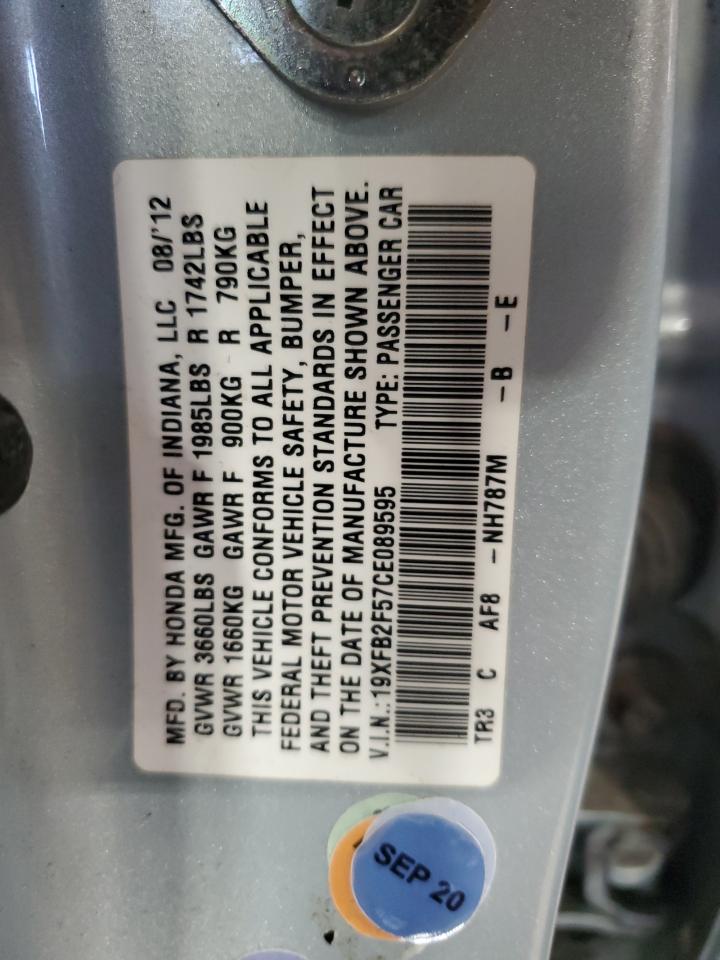 MFD. BY HONDA MFG. OF INDIANA, LLC 08/'12
GVWR 3660LBS GAWR F 1985LBS R 1742LBS
GVWR 1660KG GAWR F 900KG R 790KG
THIS VEHICLE CONFORMS TO ALL APPLICABLE
FEDERAL MOTOR VEHICLE SAFETY, BUMPER,
AND THEFT PREVENTION STANDARDS IN EFFECT
ON THE DATE OF MANUFACTURE SHOWN ABOVE.
V.I.N.:19XFB2F57CE089595 TYPE: PASSENGER CAR
TR3 C AF8 -NH787M -B -E
SEP 20